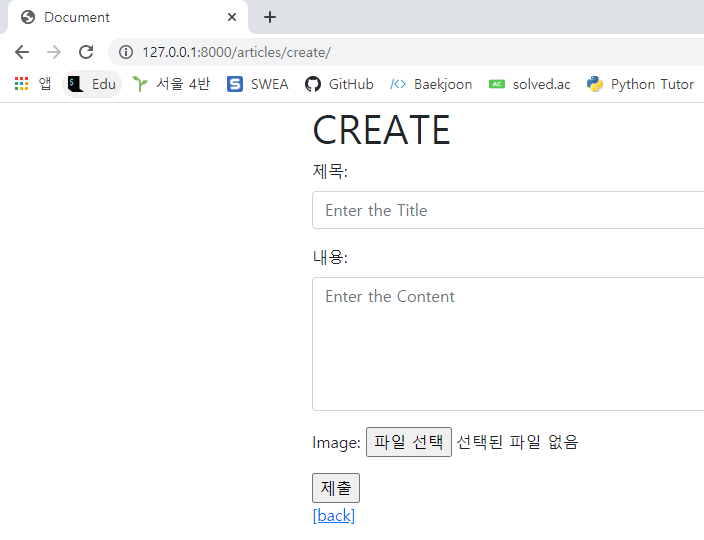 Document
127.0.0.1:8000/articles/create/
앱 Edu 서울 4반 SWEA GitHub Baekjoon solved.ac Python Tutor
CREATE
제목:
Enter the Title
내용:
Enter the Content
Image: 파일 선택 선택된 파일 없음
제출
[back]